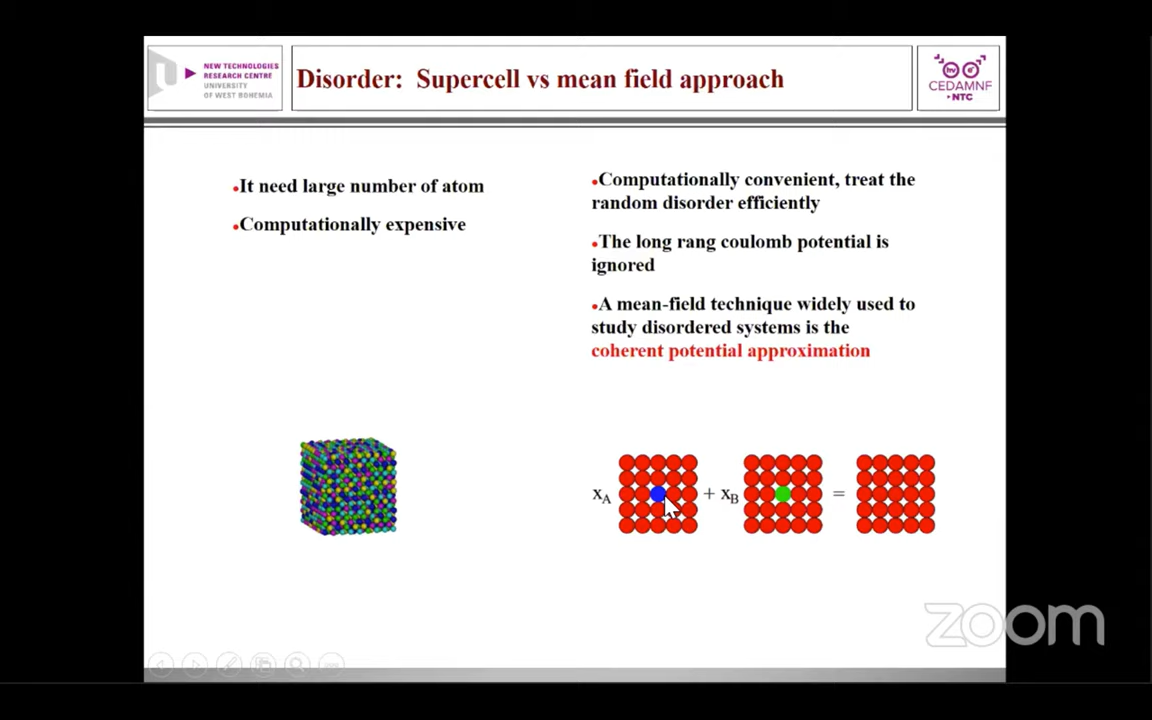 NEW TECHNOLOGIES
RESEARCH CENTRE
UNIVERSITY
OF WEST BOHEMIA
Disorder: Supercell vs mean field approach
CEDAMNF
NTC
•It need large number of atom
•Computationally expensive
•Computationally convenient, treat the
random disorder efficiently
•The long rang coulomb potential is
ignored
•A mean-field technique widely used to
study disordered systems is the
coherent potential approximation
xA + xB =
zoom